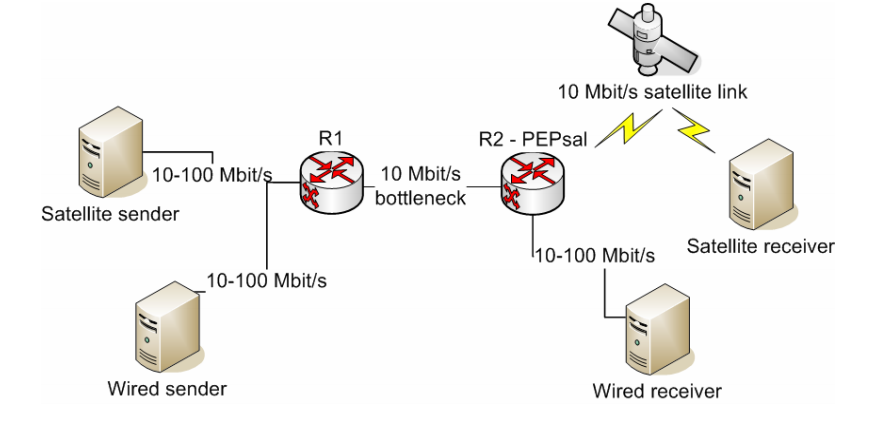 10 Mbit/s satellite link
R1
R2 - PEPsal
10-100 Mbit/s
10 Mbit/s
bottleneck
Satellite sender
Satellite receiver
10-100 Mbit/s
10-100 Mbit/s
Wired sender
Wired receiver